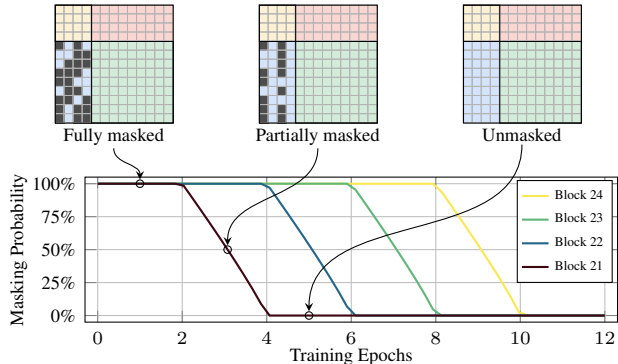 Fully masked
Partially masked
Unmasked
Masking Probability
100%
75%
50%
25%
0%
Block 24
Block 23
Block 22
Block 21
0
2
4
6
8
10
12
Training Epochs